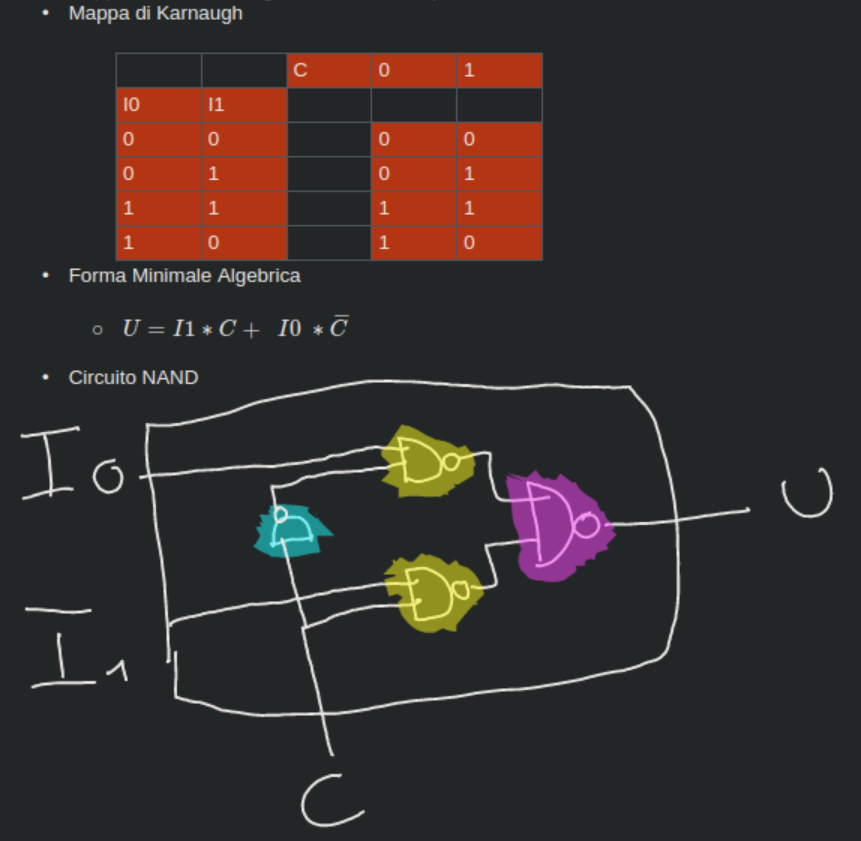 • Mappa di Karnaugh
C 0 1
I0 I1
0 0 0 0
0 1 0 1
1 1 1 1
1 0 1 0
• Forma Minimale Algebrica
○ U = I1 ∗ C + I0 ∗ C̅
• Circuito NAND
I0
U
I1
C